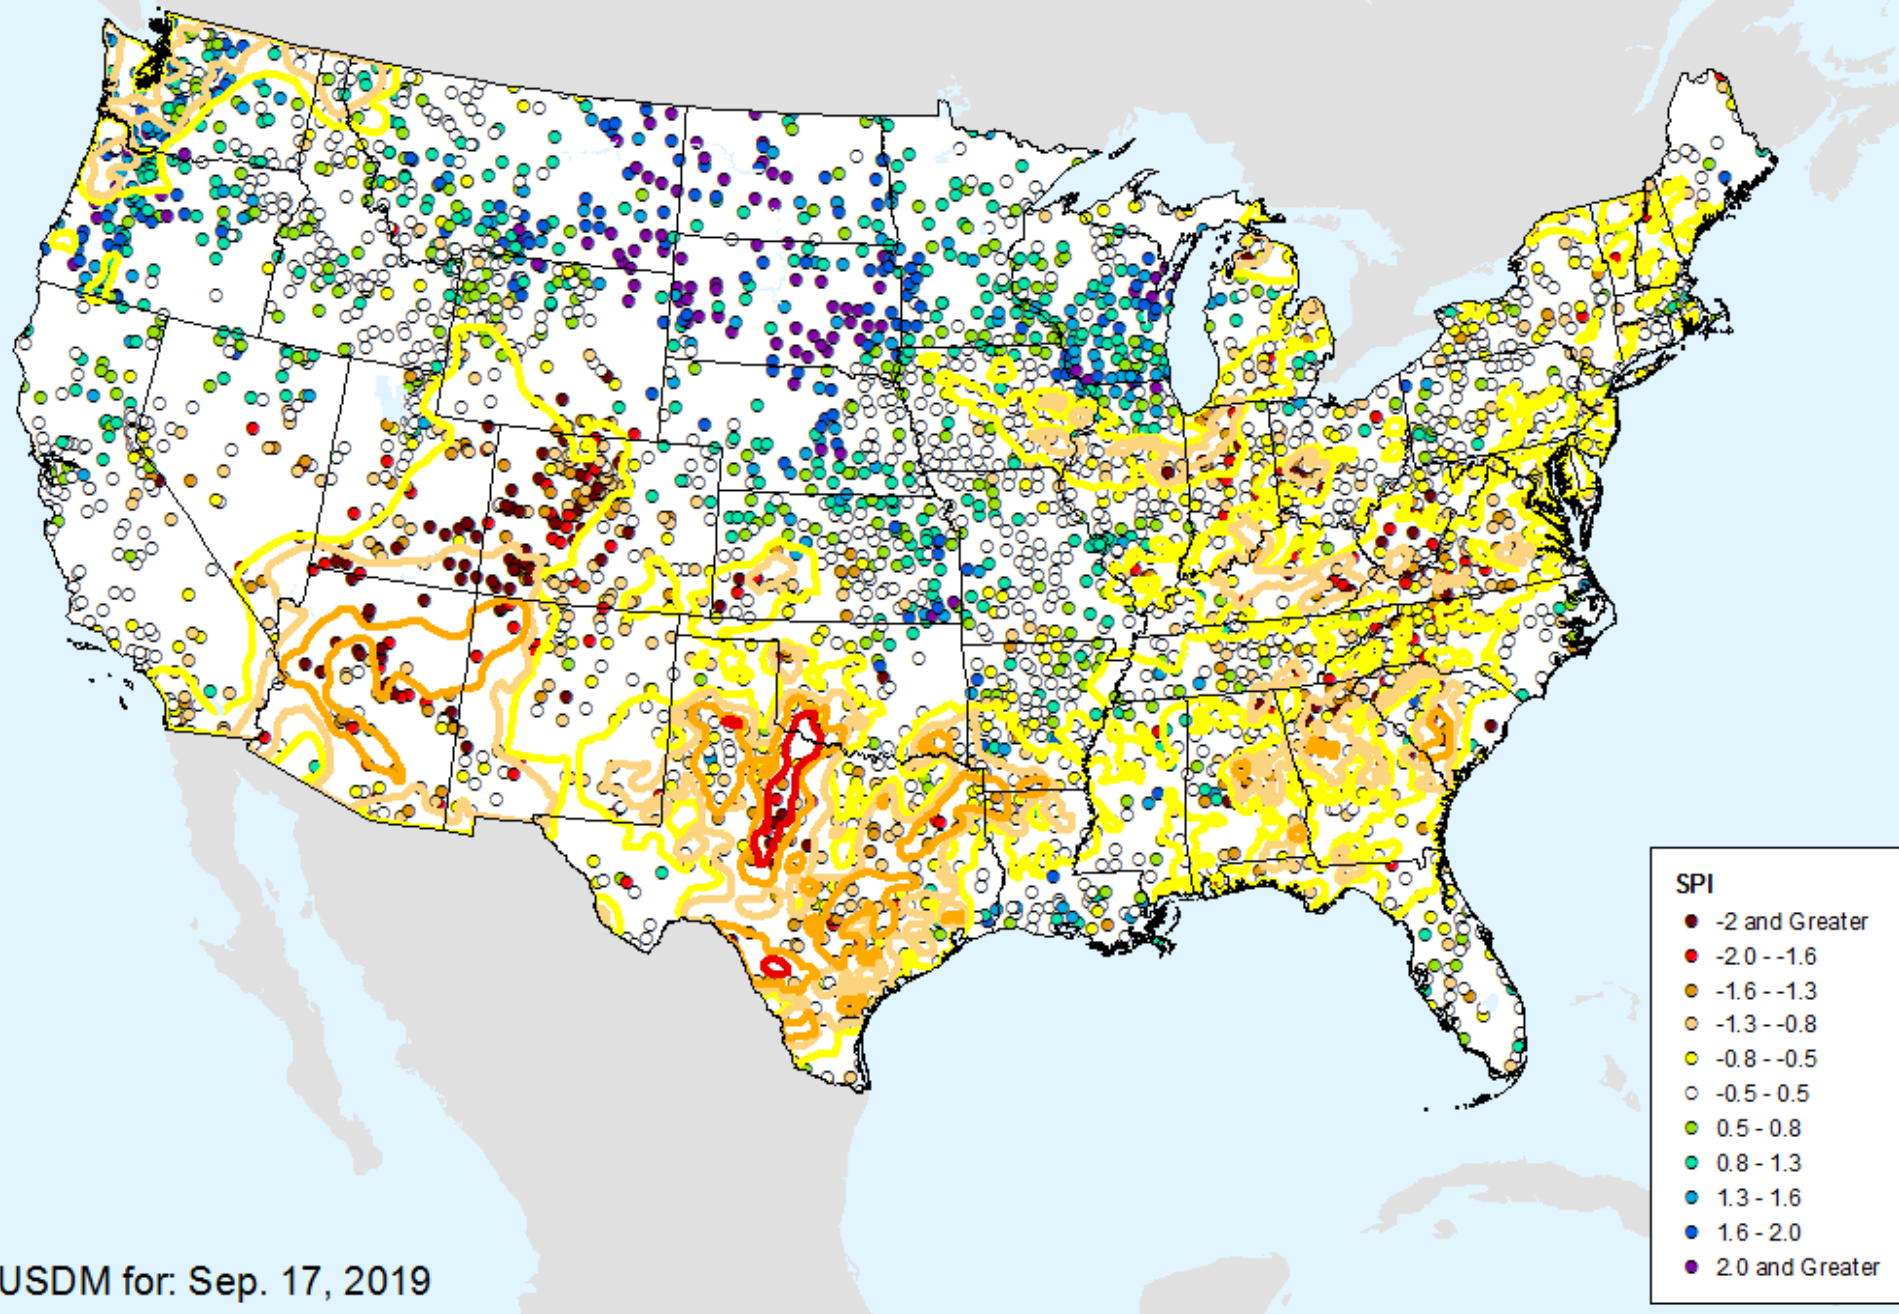 SPI
-2 and Greater
-2.0 - -1.6
-1.6 - -1.3
-1.3 - -0.8
-0.8 - -0.5
-0.5 - 0.5
0.5 - 0.8
0.8 - 1.3
1.3 - 1.6
1.6 - 2.0
2.0 and Greater
USDM for: Sep. 17, 2019